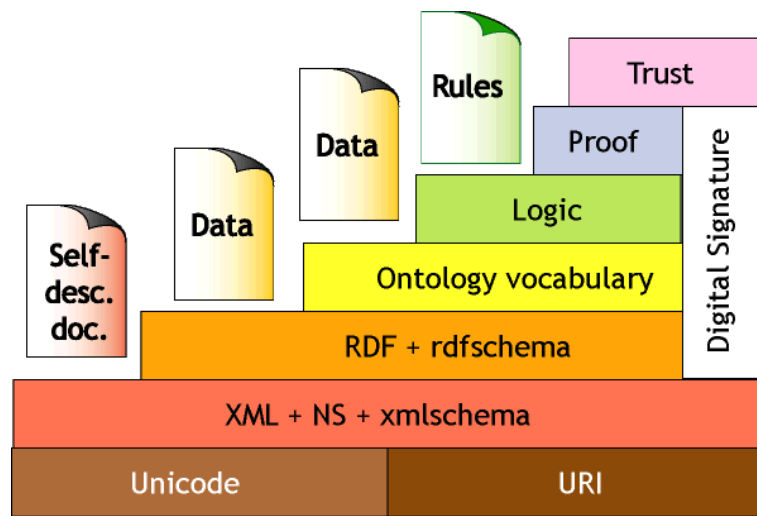 Rules
Trust
Data
Proof
Data
Logic
Self-
desc.
doc.
Ontology vocabulary
Digital Signature
RDF + rdfschema
XML + NS + xmlschema
Unicode
URI